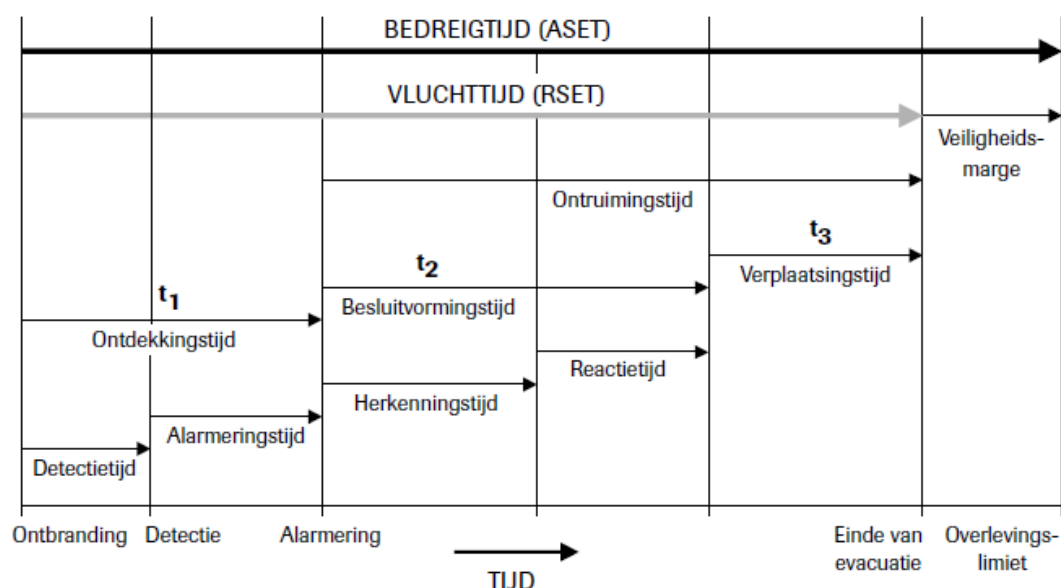 BEDREIGTIJD (ASET)
VLUCHTTIJD (RSET)
Veiligheids-
marge
Ontruimingstijd
t3
Verplaatsingstijd
t2
Besluitvormingstijd
t1
Ontdekkingstijd
Reactietijd
Herkenningstijd
Alarmeringstijd
Detectietijd
Ontbranding Detectie Alarmering Einde van evacuatie Overlevings-
limiet
TIJD